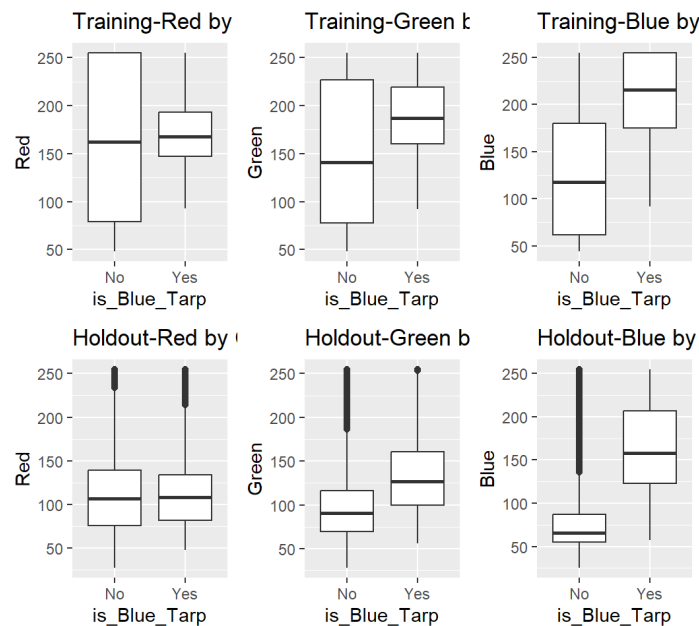 Training-Red by
Training-Green b
Training-Blue by
250
200
150
100
50
Red
No Yes
is_Blue_Tarp
250
200
150
100
50
Green
No Yes
is_Blue_Tarp
250
200
150
100
50
Blue
No Yes
is_Blue_Tarp
Holdout-Red by
Holdout-Green b
Holdout-Blue by
250
200
150
100
50
Red
No Yes
is_Blue_Tarp
250
200
150
100
50
Green
No Yes
is_Blue_Tarp
250
200
150
100
50
Blue
No Yes
is_Blue_Tarp